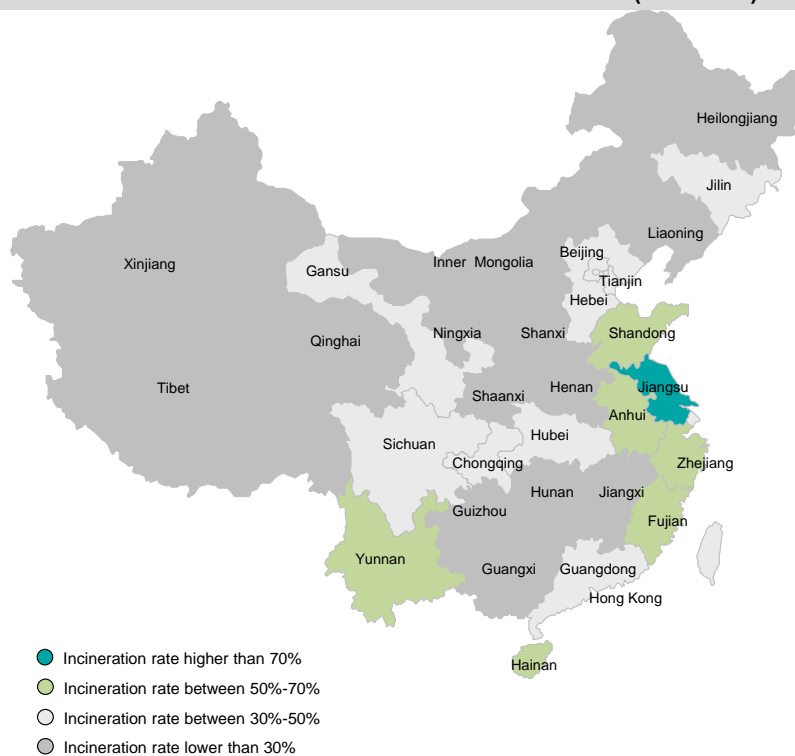 Heilongjiang
Jilin
Liaoning
Beijing
Xinjiang
Gansu
Inner Mongolia
Tianjin
Hebei
Qinghai
Ningxia
Shanxi
Shandong
Tibet
Shaanxi
Henan
Jiangsu
Anhui
Sichuan
Hubei
Chongqing
Zhejiang
Hunan
Jiangxi
Guizhou
Fujian
Yunnan
Guangxi
Guangdong
Hong Kong
Hainan
Incineration rate higher than 70%
Incineration rate between 50%-70%
Incineration rate between 30%-50%
Incineration rate lower than 30%